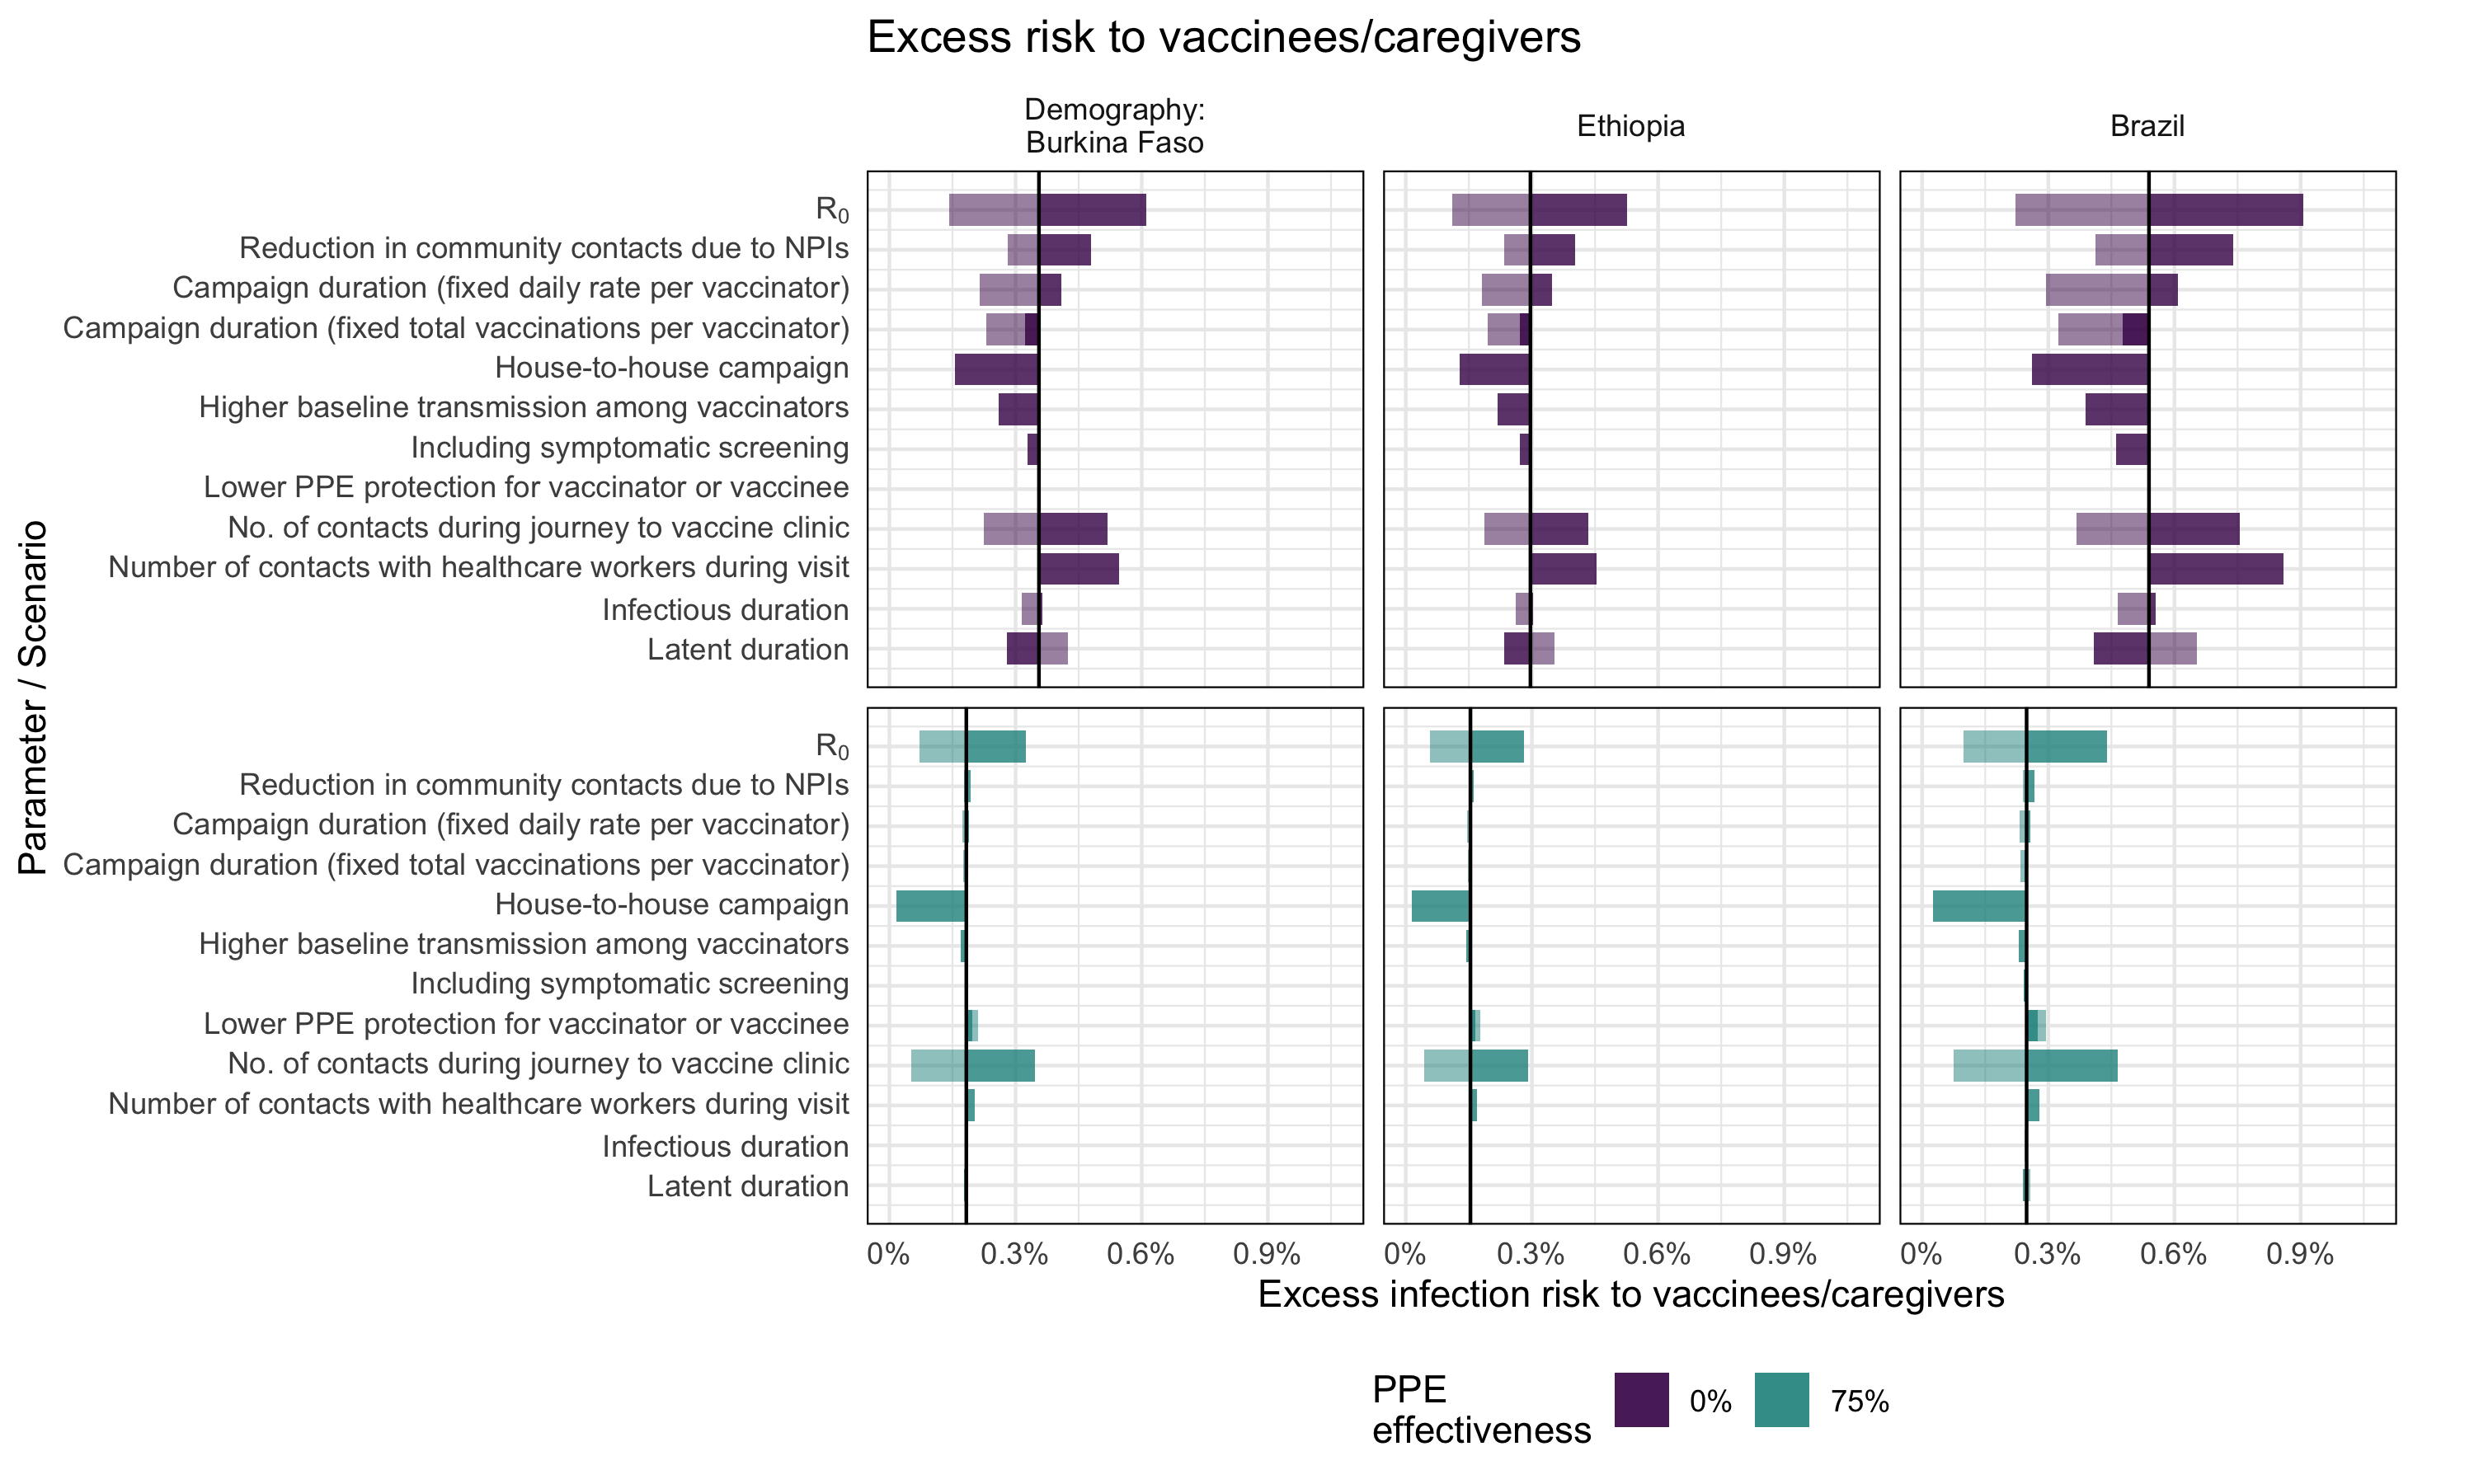 Excess risk to vaccinees/caregivers
Demography:
Burkina Faso
Ethiopia
Brazil
Parameter / Scenario
R₀
Reduction in community contacts due to NPIs
Campaign duration (fixed daily rate per vaccinator)
Campaign duration (fixed total vaccinations per vaccinator)
House-to-house campaign
Higher baseline transmission among vaccinators
Including symptomatic screening
Lower PPE protection for vaccinator or vaccinee
No. of contacts during journey to vaccine clinic
Number of contacts with healthcare workers during visit
Infectious duration
Latent duration
R₀
Reduction in community contacts due to NPIs
Campaign duration (fixed daily rate per vaccinator)
Campaign duration (fixed total vaccinations per vaccinator)
House-to-house campaign
Higher baseline transmission among vaccinators
Including symptomatic screening
Lower PPE protection for vaccinator or vaccinee
No. of contacts during journey to vaccine clinic
Number of contacts with healthcare workers during visit
Infectious duration
Latent duration
0% 0.3% 0.6% 0.9% 0% 0.3% 0.6% 0.9% 0% 0.3% 0.6% 0.9%
Excess infection risk to vaccinees/caregivers
PPE
effectiveness
0%
75%